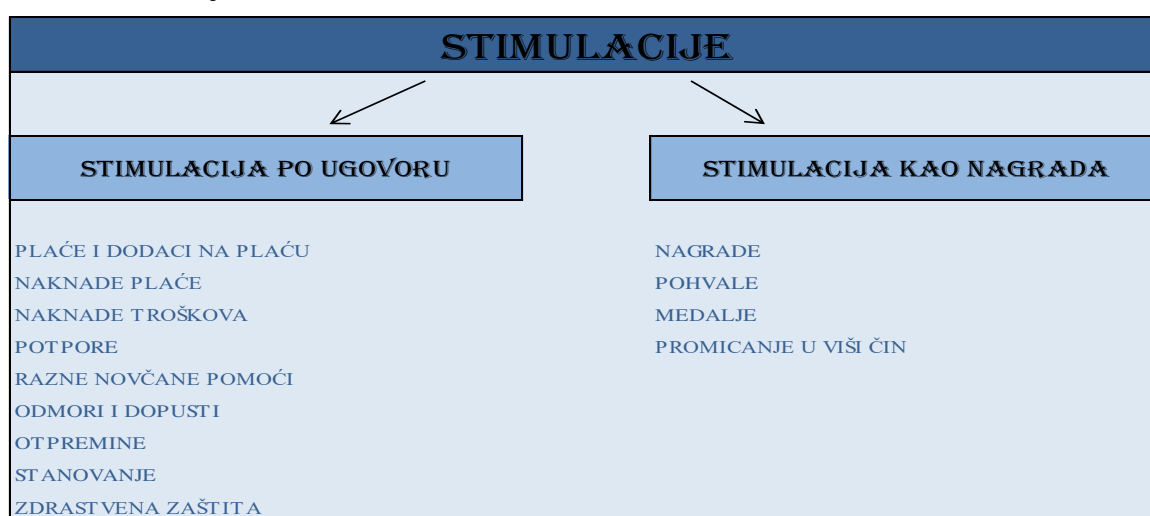 STIMULACIJE
STIMULACIJA PO UGOVORU
STIMULACIJA KAO NAGRADA
PLAĆE I DODACI NA PLAĆU
NAKNADE PLAĆE
NAKNADE TROŠKOVA
POTPORE
RAZNE NOVČANE POMOĆI
ODMORI I DOPUSTI
OTPREMINE
STANOVANJE
ZDRASTVENA ZAŠTITA
NAGRADE
POHVALE
MEDALJE
PROMICANJE U VIŠI ČIN